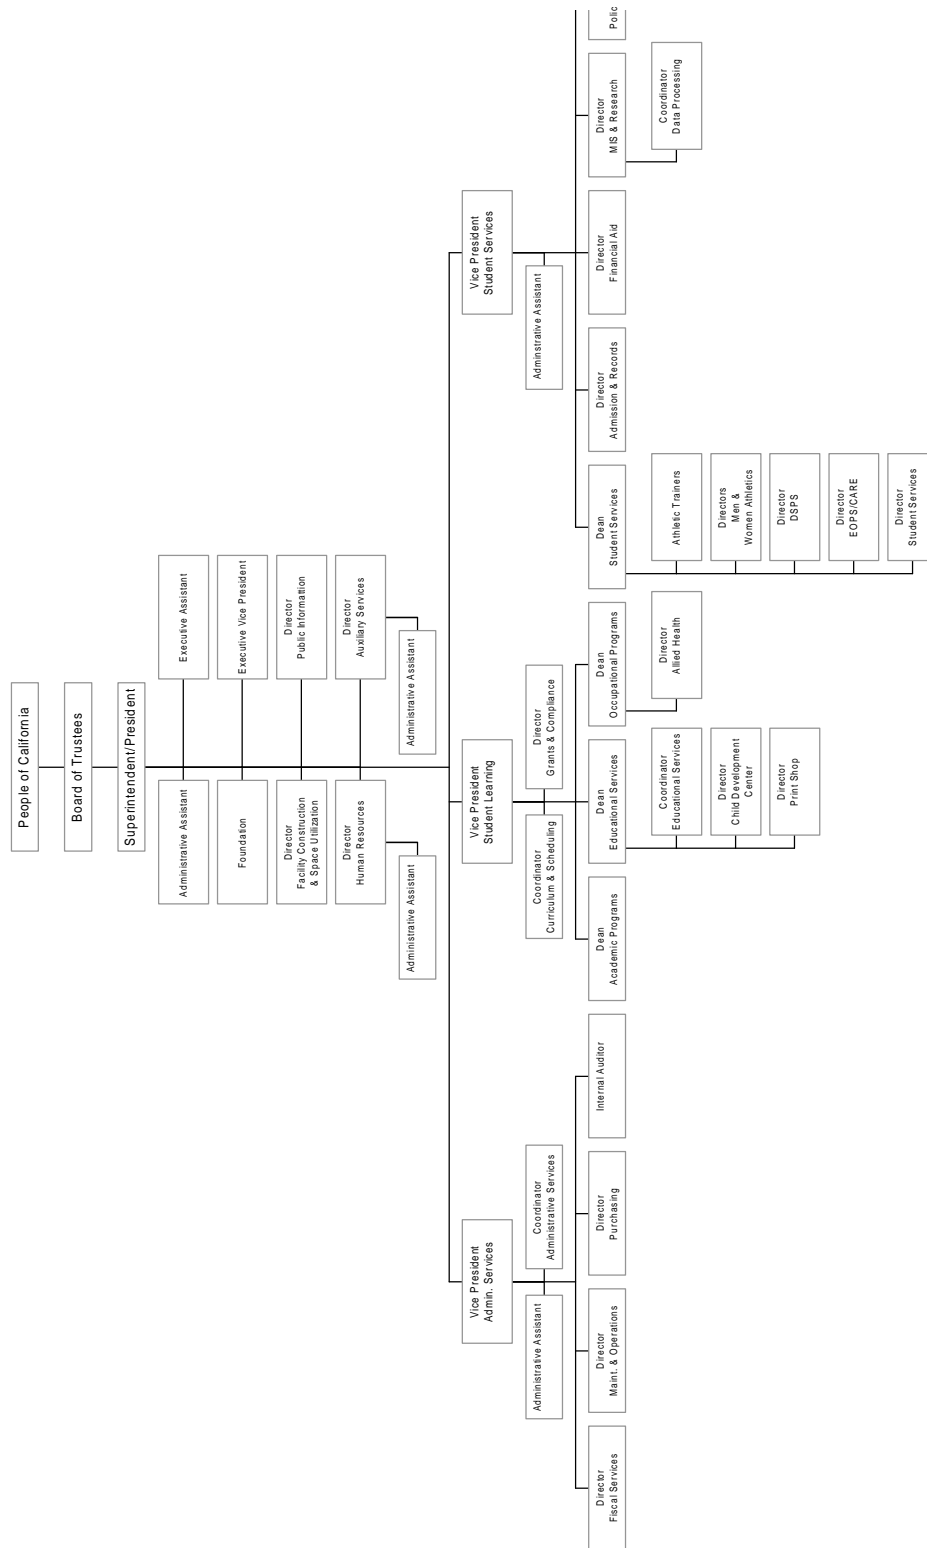 People of California
Board of Trustees
Superintendent/President
Administrative Assistant
Executive Assistant
Foundation
Executive Vice President
Director
Facility Construction
& Space Utilization
Director
Public Informattion
Director
Human Resources
Director
Auxiliary Services
Administrative Assistant
Administrative Assistant
Vice President
Admin. Services
Vice President
Student Learning
Vice President
Student Services
Administrative Assistant
Coordinator
Administrative Services
Coordinator
Curriculum & Scheduling
Director
Grants & Compliance
Adminstrative Assistant
Director
Fiscal Services
Director
Maint. & Operations
Director
Purchasing
Internal Auditor
Dean
Academic Programs
Dean
Educational Services
Dean
Occupational Programs
Dean
Student Services
Director
Admission & Records
Director
Financial Aid
Director
MIS & Research
Polic
Coordinator
Educational Services
Director
Child Development
Center
Director
Print Shop
Director
Allied Health
Athletic Trainers
Directors
Men &
Women Athletics
Director
DSPS
Director
EOPS/CARE
Director
Student Services
Coordinator
Data Processing